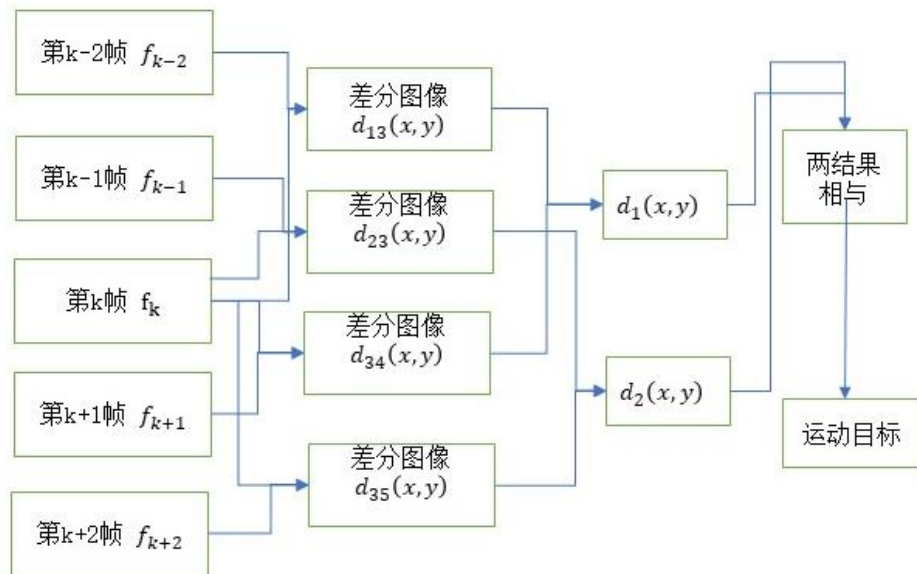 第k-2帧 f_{k-2}
第k-1帧 f_{k-1}
第k帧 f_k
第k+1帧 f_{k+1}
第k+2帧 f_{k+2}
差分图像
d_{13}(x,y)
差分图像
d_{23}(x,y)
差分图像
d_{34}(x,y)
差分图像
d_{35}(x,y)
d_1(x,y)
d_2(x,y)
两结果
相与
运动目标